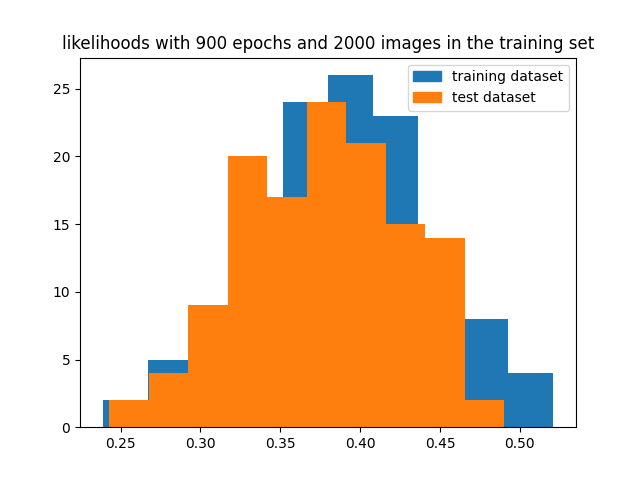 likelihoods with 900 epochs and 2000 images in the training set
training dataset
test dataset
25
20
15
10
5
0
0.25 0.30 0.35 0.40 0.45 0.50